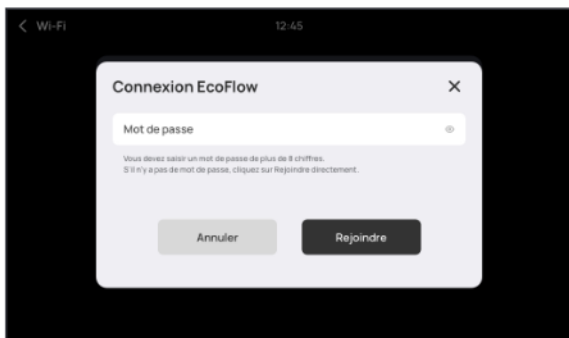 Wi-Fi
12:45
Connexion EcoFlow
Mot de passe
Vous devez saisir un mot de passe de plus de 8 chiffres.
S'il n'y a pas de mot de passe, cliquez sur Rejoindre directement.
Annuler
Rejoindre